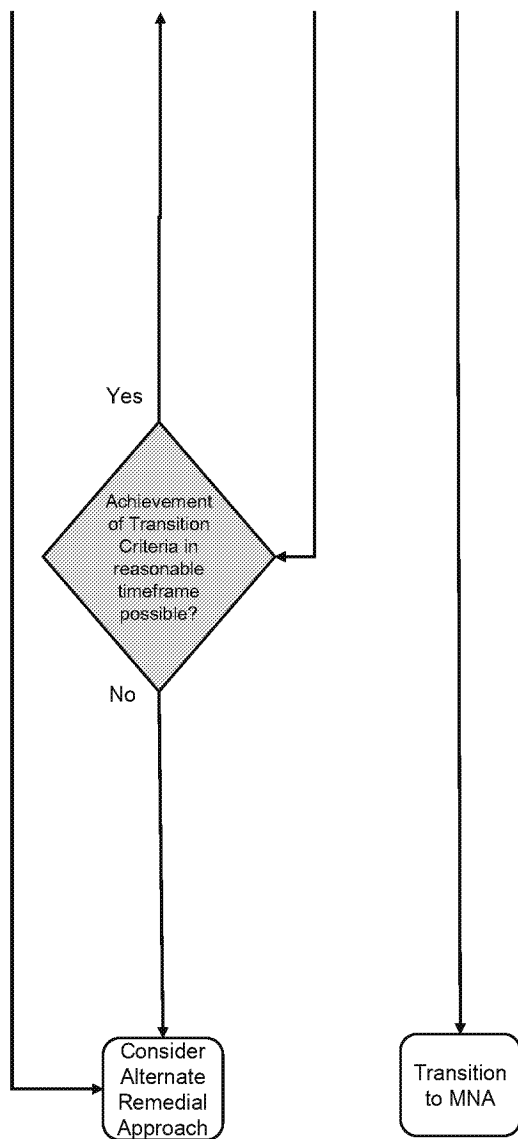 Yes
Achievement
of Transition
Criteria in
reasonable
timeframe
possible?
No
Consider
Alternate
Remedial
Approach
Transition
to MNA